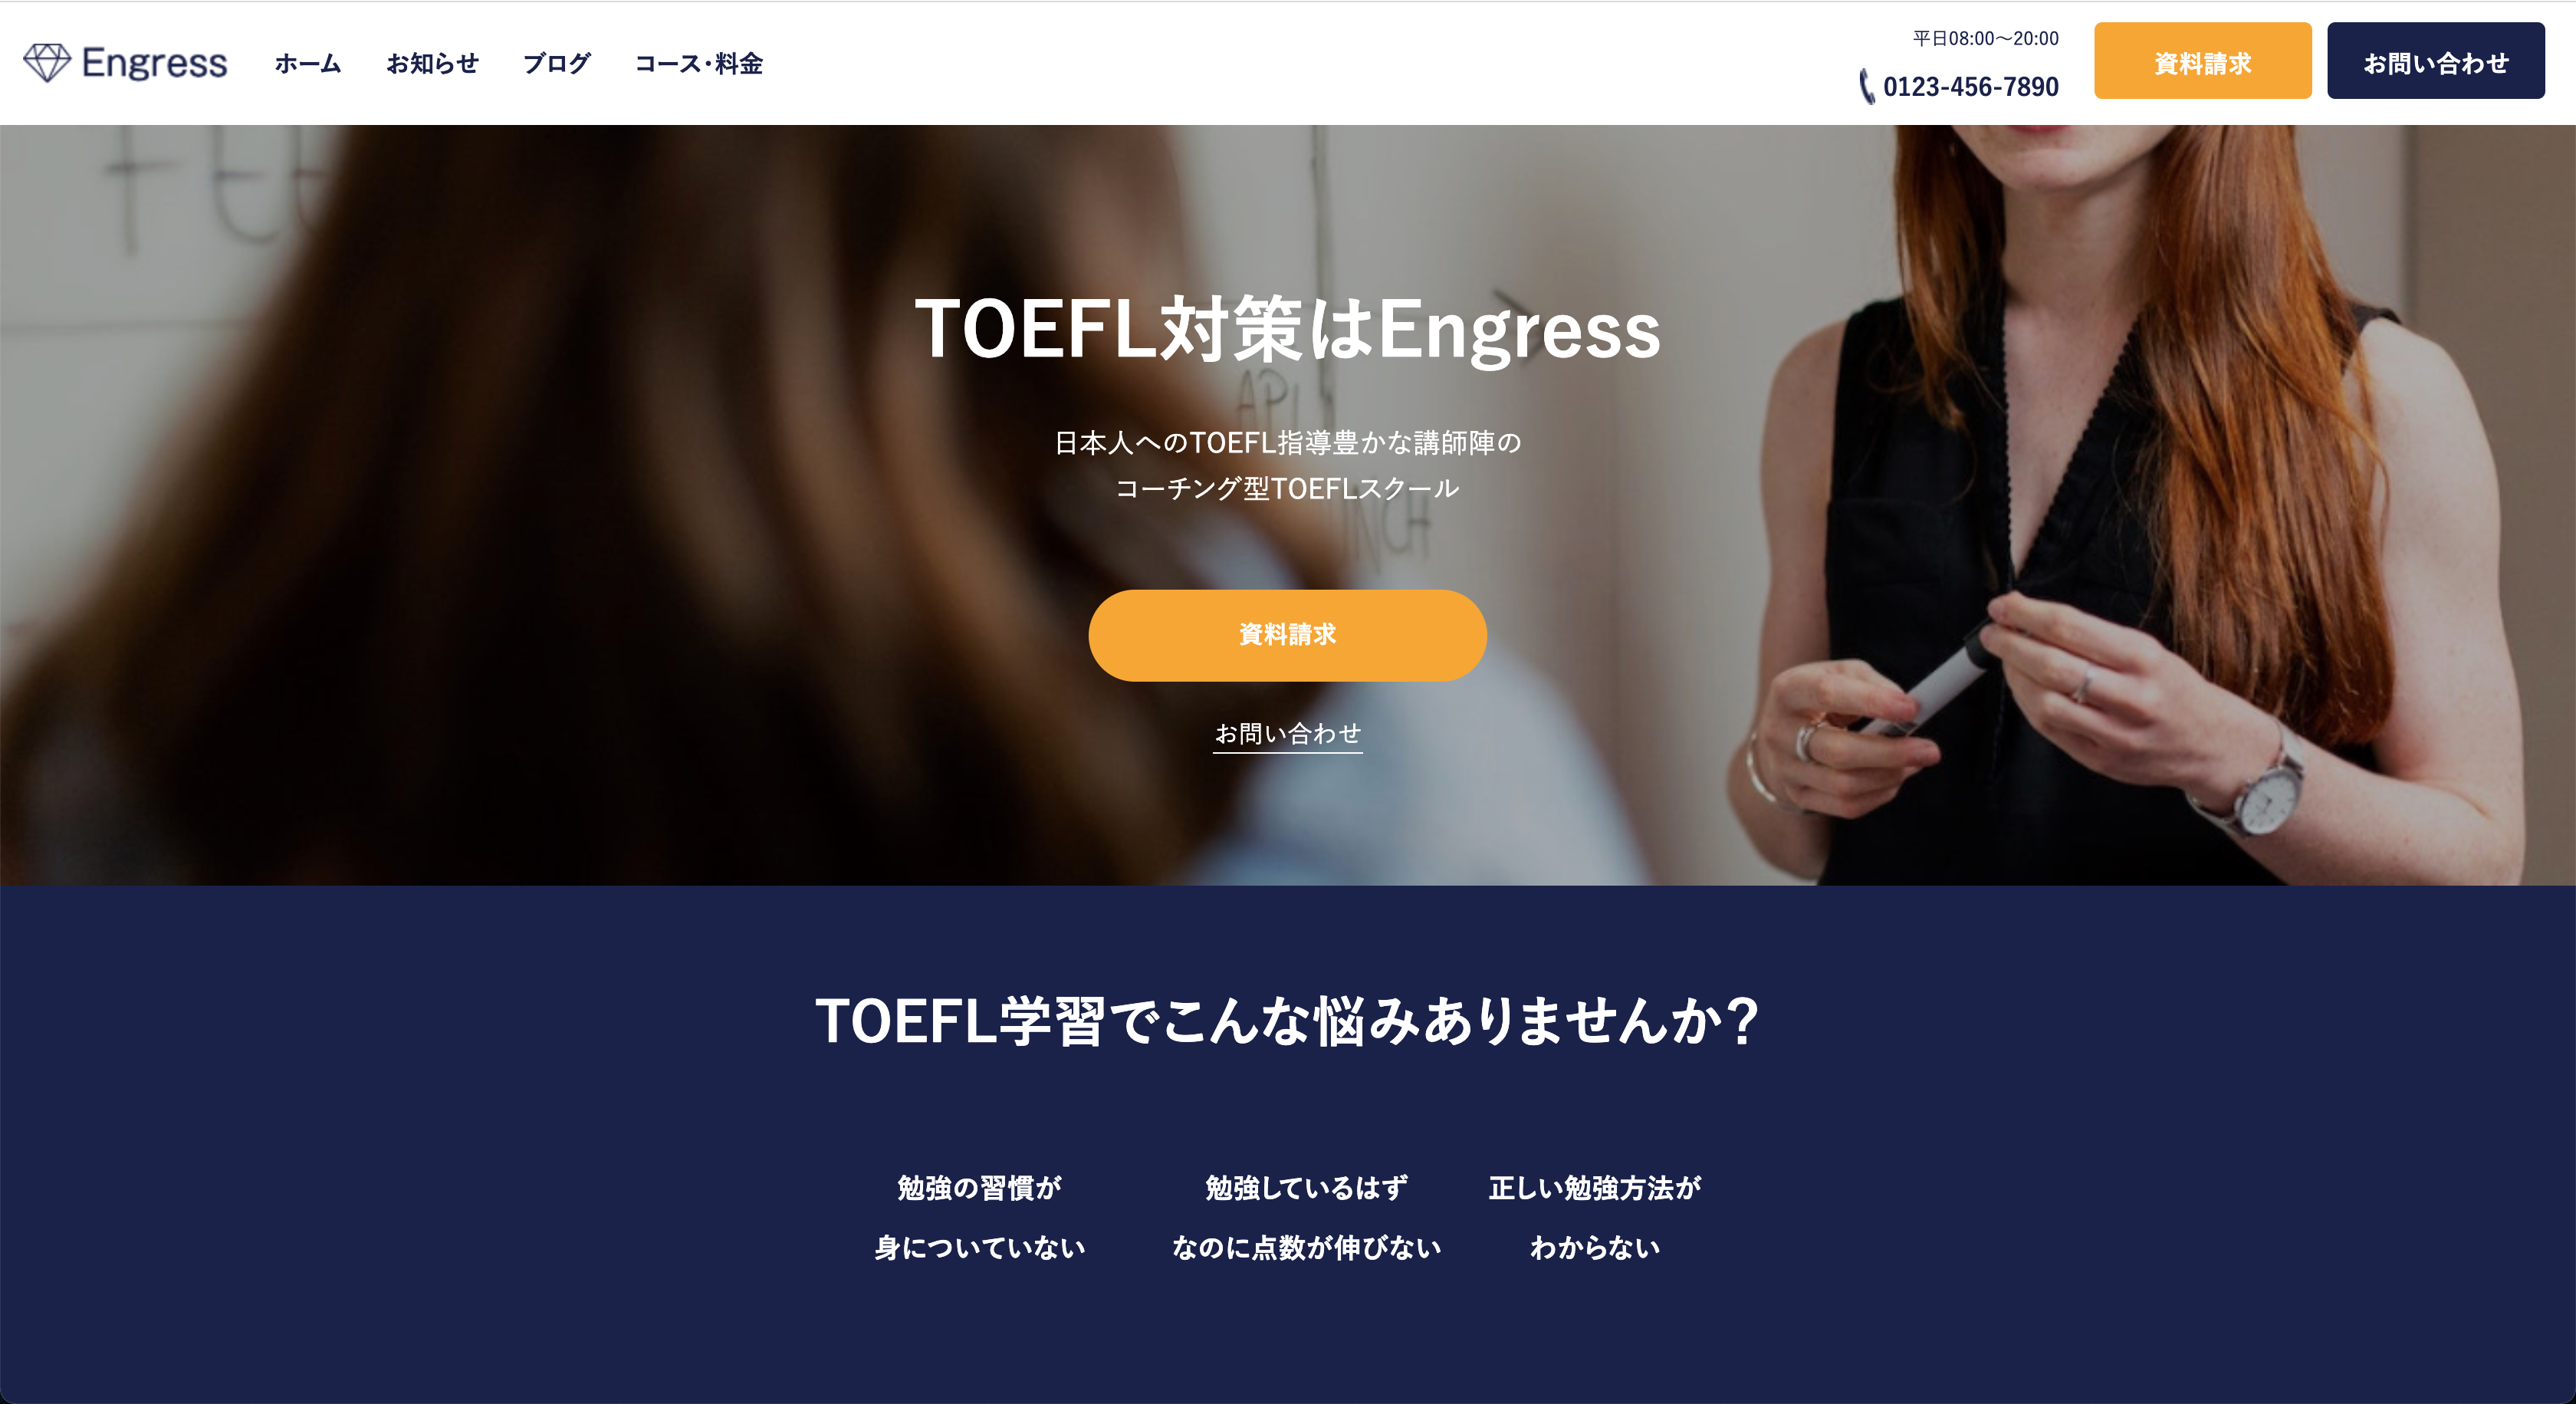 Engress
ホーム
お知らせ
ブログ
コース・料金
平日08:00〜20:00
0123-456-7890
資料請求
お問い合わせ
TOEFL対策はEngress
日本人へのTOEFL指導豊かな講師陣の
コーチング型TOEFLスクール
資料請求
お問い合わせ
TOEFL学習でこんな悩みありませんか？
勉強の習慣が
身についていない
勉強しているはず
なのに点数が伸びない
正しい勉強方法が
わからない